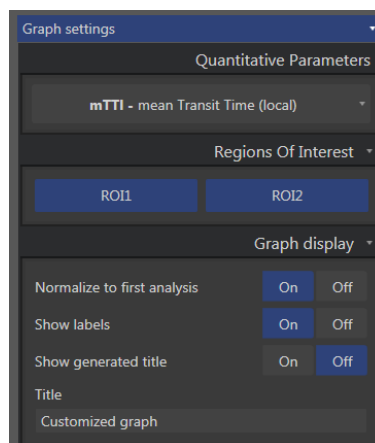 Graph settings
Quantitative Parameters
mTTI - mean Transit Time (local)
Regions Of Interest
ROI1 ROI2
Graph display
Normalize to first analysis On Off
Show labels On Off
Show generated title On Off
Title
Customized graph